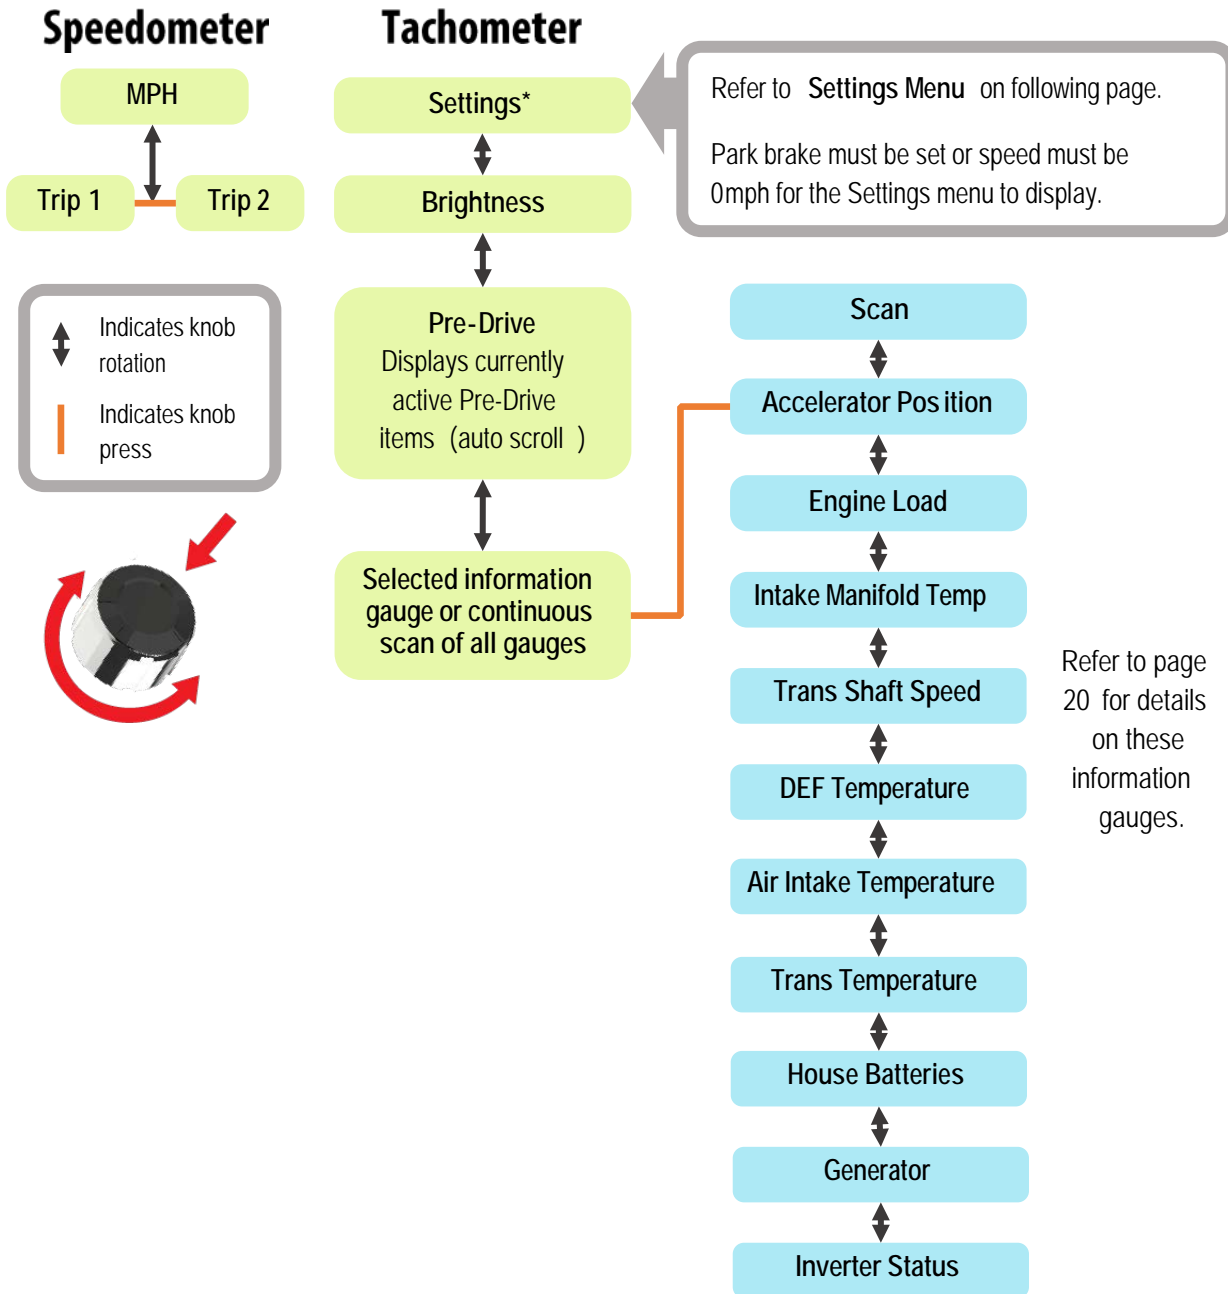 Speedometer
MPH
Trip 1
Trip 2
Indicates knob
rotation
Indicates knob
press
Tachometer
Settings*
Brightness
Pre-Drive
Displays currently
active Pre-Drive
items (auto scroll )
Selected information
gauge or continuous
scan of all gauges
Refer to Settings Menu on following page.
Park brake must be set or speed must be
0mph for the Settings menu to display.
Scan
Accelerator Position
Engine Load
Intake Manifold Temp
Trans Shaft Speed
DEF Temperature
Air Intake Temperature
Trans Temperature
House Batteries
Generator
Inverter Status
Refer to page
20 for details
on these
information
gauges.